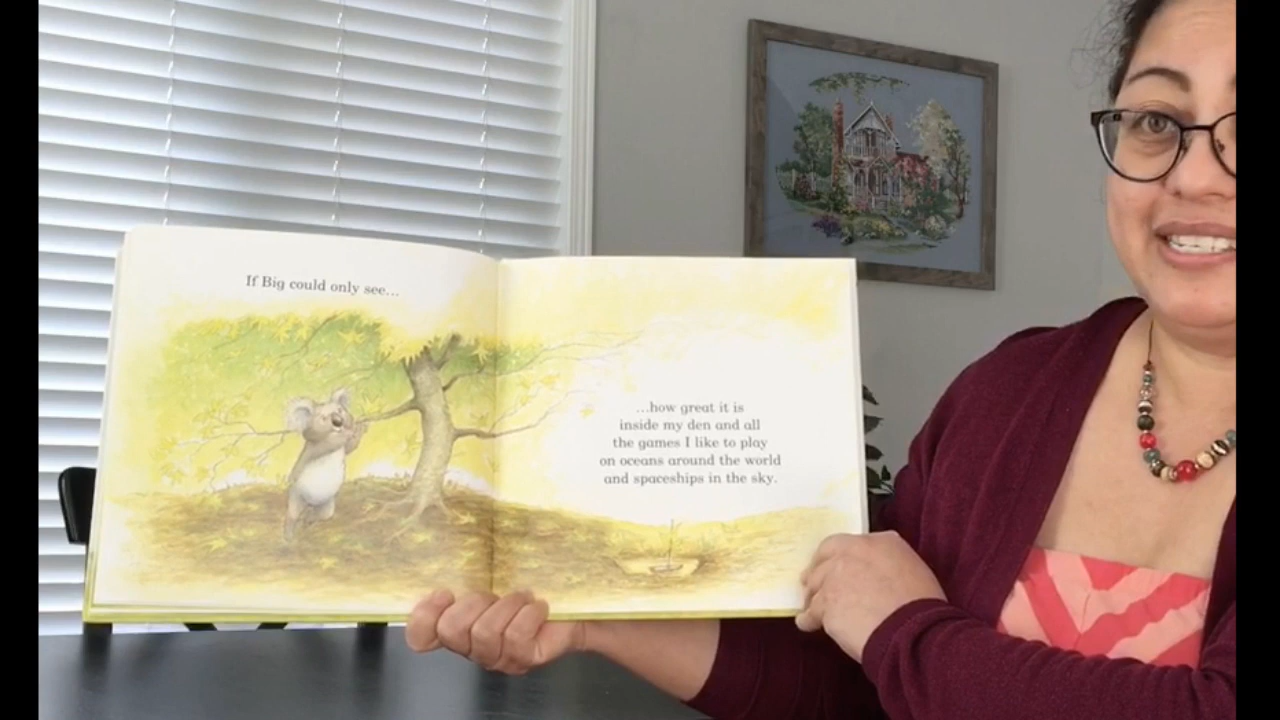 If Big could only see...
...how great it is
inside my den and all
the games I like to play
on oceans around the world
and spaceships in the sky.